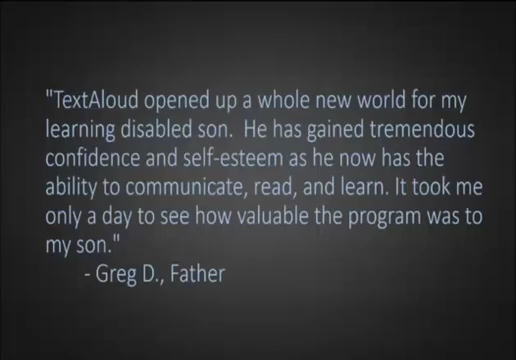 "TextAloud opened up a whole new world for my
learning disabled son.  He has gained tremendous
confidence and self-esteem as he now has the
ability to communicate, read, and learn. It took me
only a day to see how valuable the program was to
my son."
- Greg D., Father